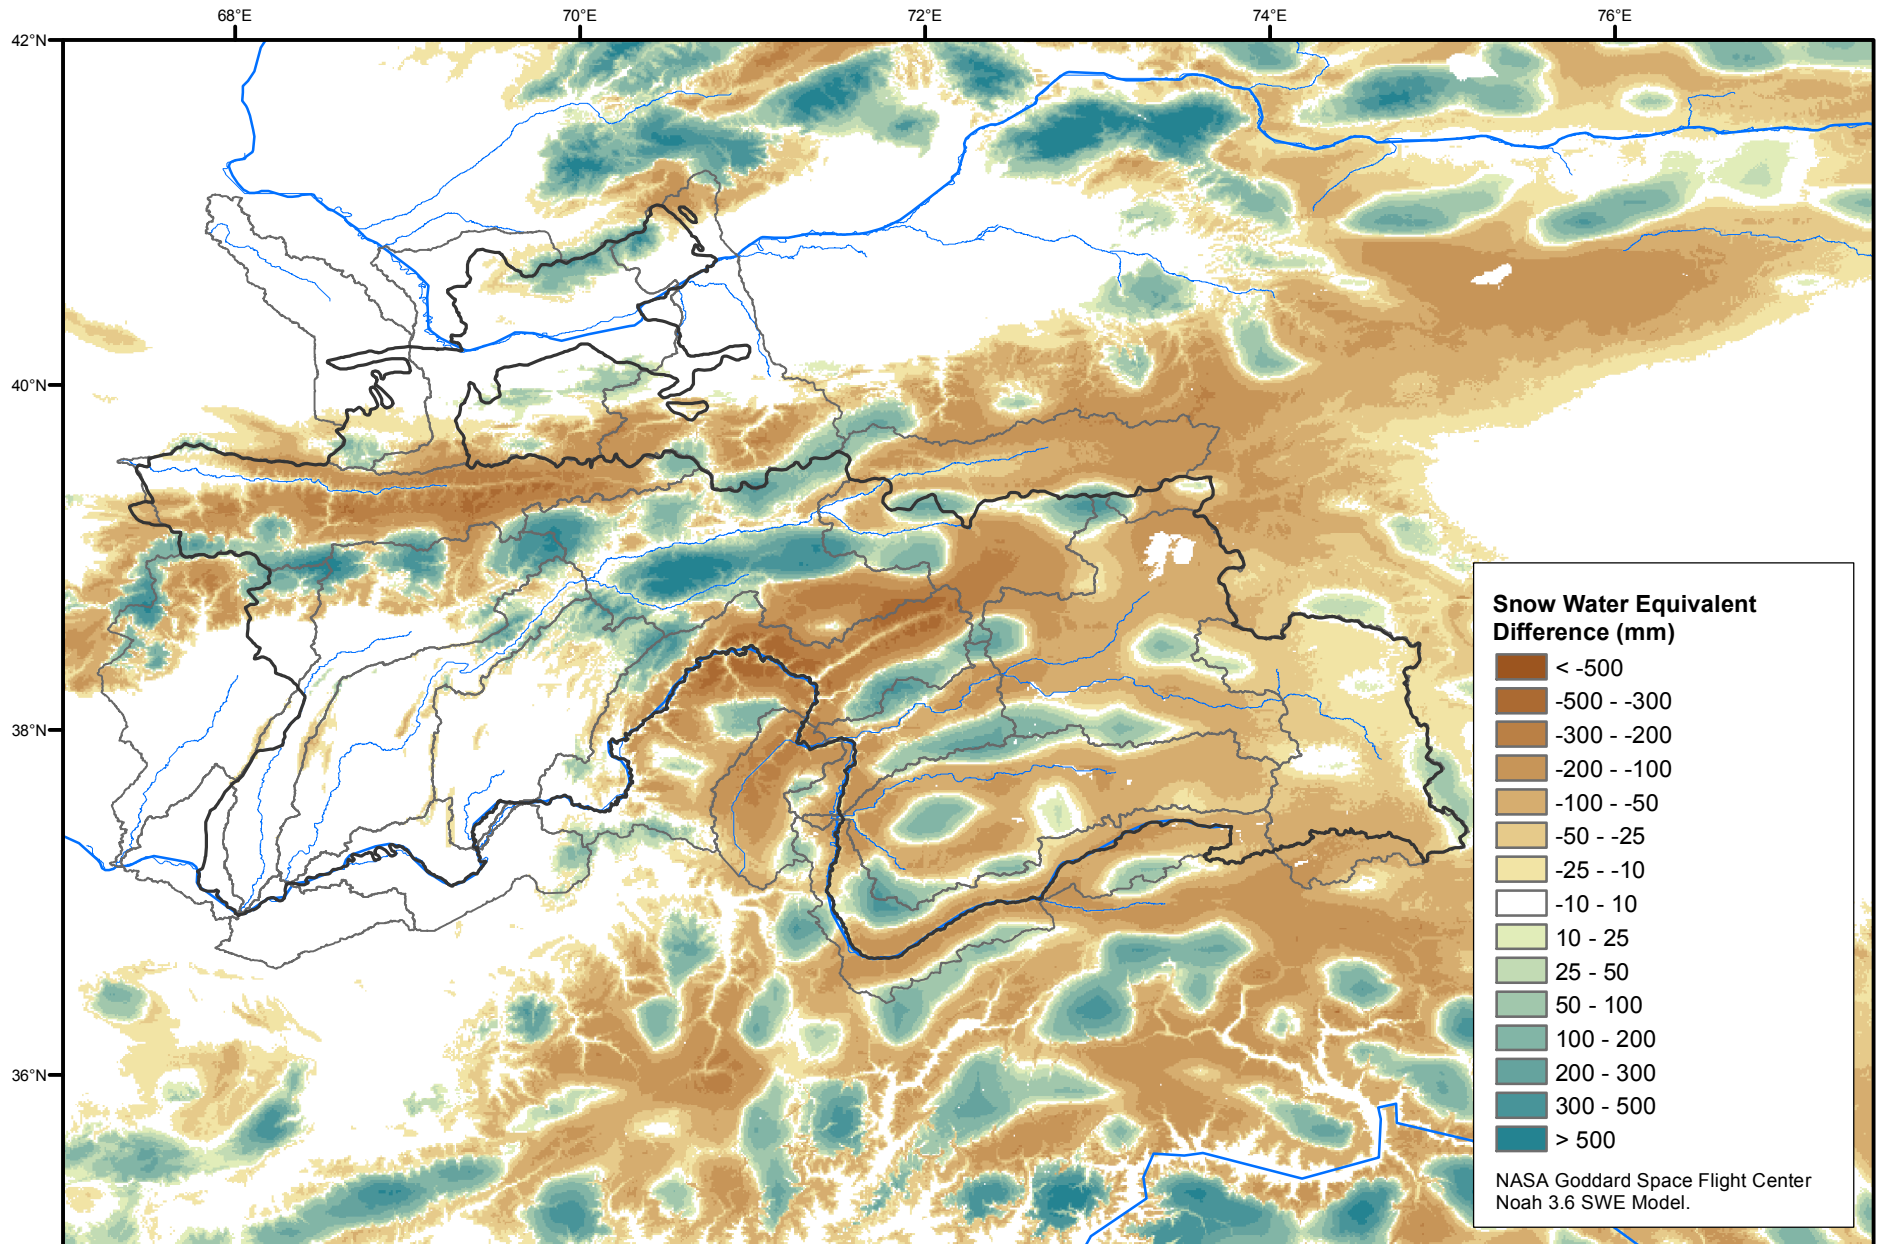 68°E
70°E
72°E
74°E
76°E
42°N
40°N
38°N
36°N
Snow Water Equivalent
Difference (mm)
< -500
-500 - -300
-300 - -200
-200 - -100
-100 - -50
-50 - -25
-25 - -10
-10 - 10
10 - 25
25 - 50
50 - 100
100 - 200
200 - 300
300 - 500
> 500
NASA Goddard Space Flight Center
Noah 3.6 SWE Model.